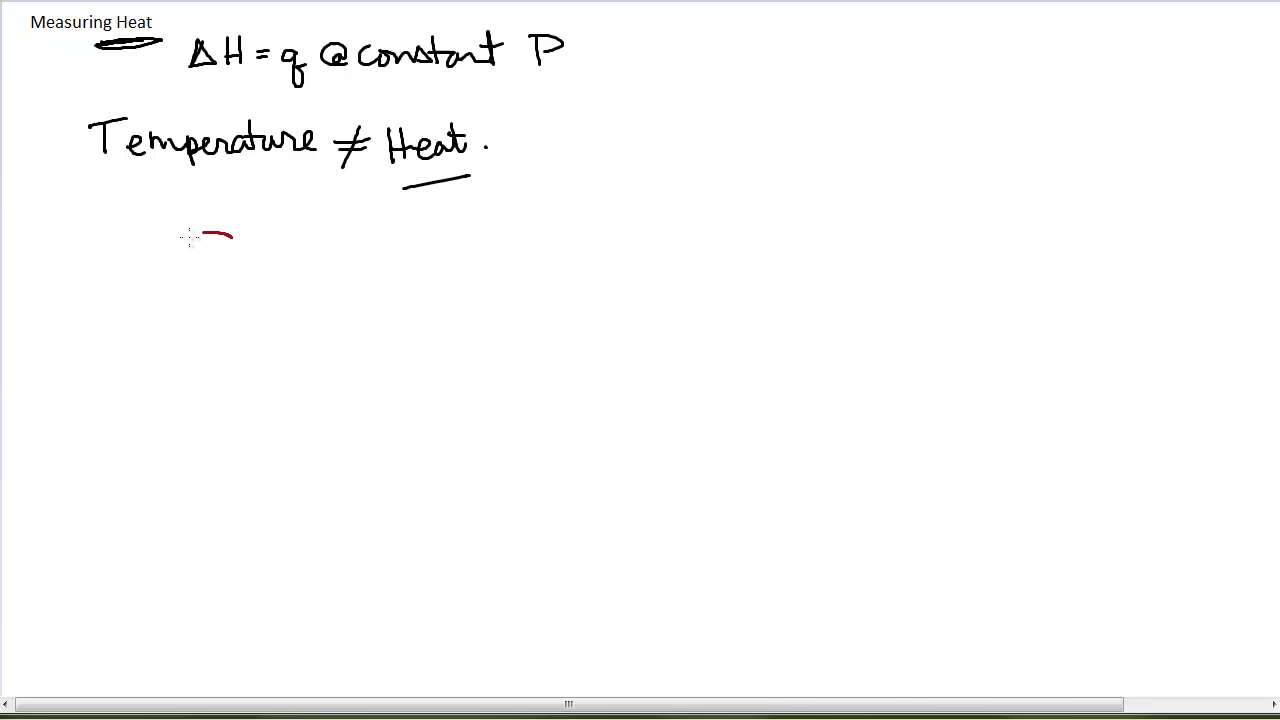 Measuring Heat
ΔH = q @ constant P
Temperature ≠ Heat.